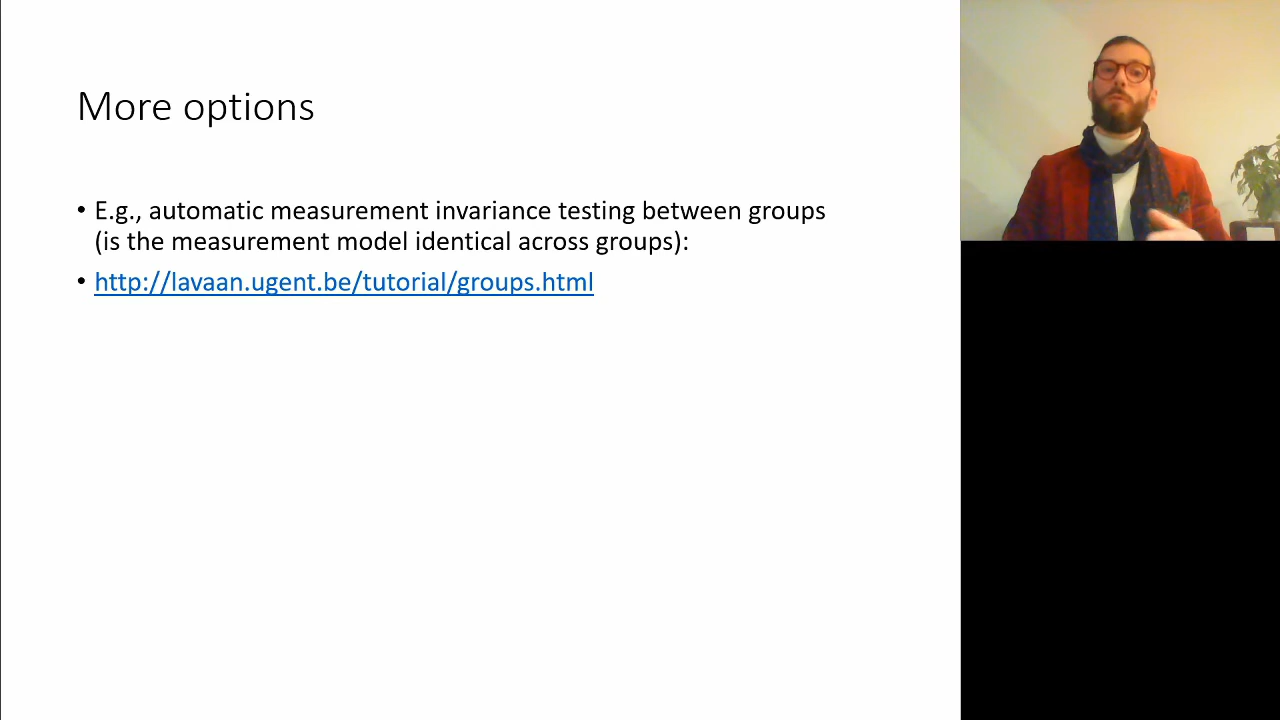 More options
• E.g., automatic measurement invariance testing between groups
(is the measurement model identical across groups):
• http://lavaan.ugent.be/tutorial/groups.html